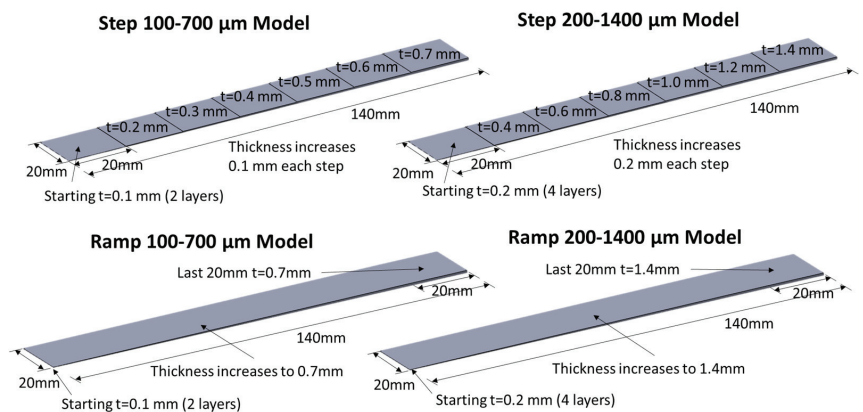 Step 100-700 µm Model
t=0.7 mm
t=0.6 mm
t=0.5 mm
t=0.4 mm
t=0.3 mm
t=0.2 mm
140mm
Thickness increases
0.1 mm each step
20mm
20mm
Starting t=0.1 mm (2 layers)
Step 200-1400 µm Model
t=1.4 mm
t=1.2 mm
t=1.0 mm
t=0.8 mm
t=0.6 mm
t=0.4 mm
140mm
Thickness increases
0.2 mm each step
20mm
20mm
Starting t=0.2 mm (4 layers)
Ramp 100-700 µm Model
Last 20mm t=0.7mm
20mm
140mm
Thickness increases to 0.7mm
20mm
Starting t=0.1 mm (2 layers)
Ramp 200-1400 µm Model
Last 20mm t=1.4mm
20mm
140mm
Thickness increases to 1.4mm
20mm
Starting t=0.2 mm (4 layers)